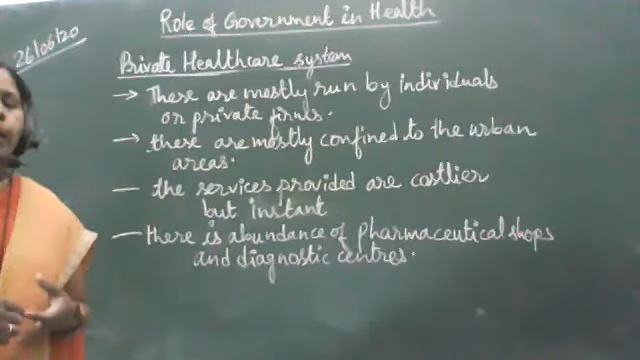 Role of Government in Health
26/06/20
Private Healthcare system
→ These are mostly run by individuals
or private firms.
→ these are mostly confined to the urban
areas.
— the services provided are costlier
but instant
— there is abundance of pharmaceutical shops
and diagnostic centres.